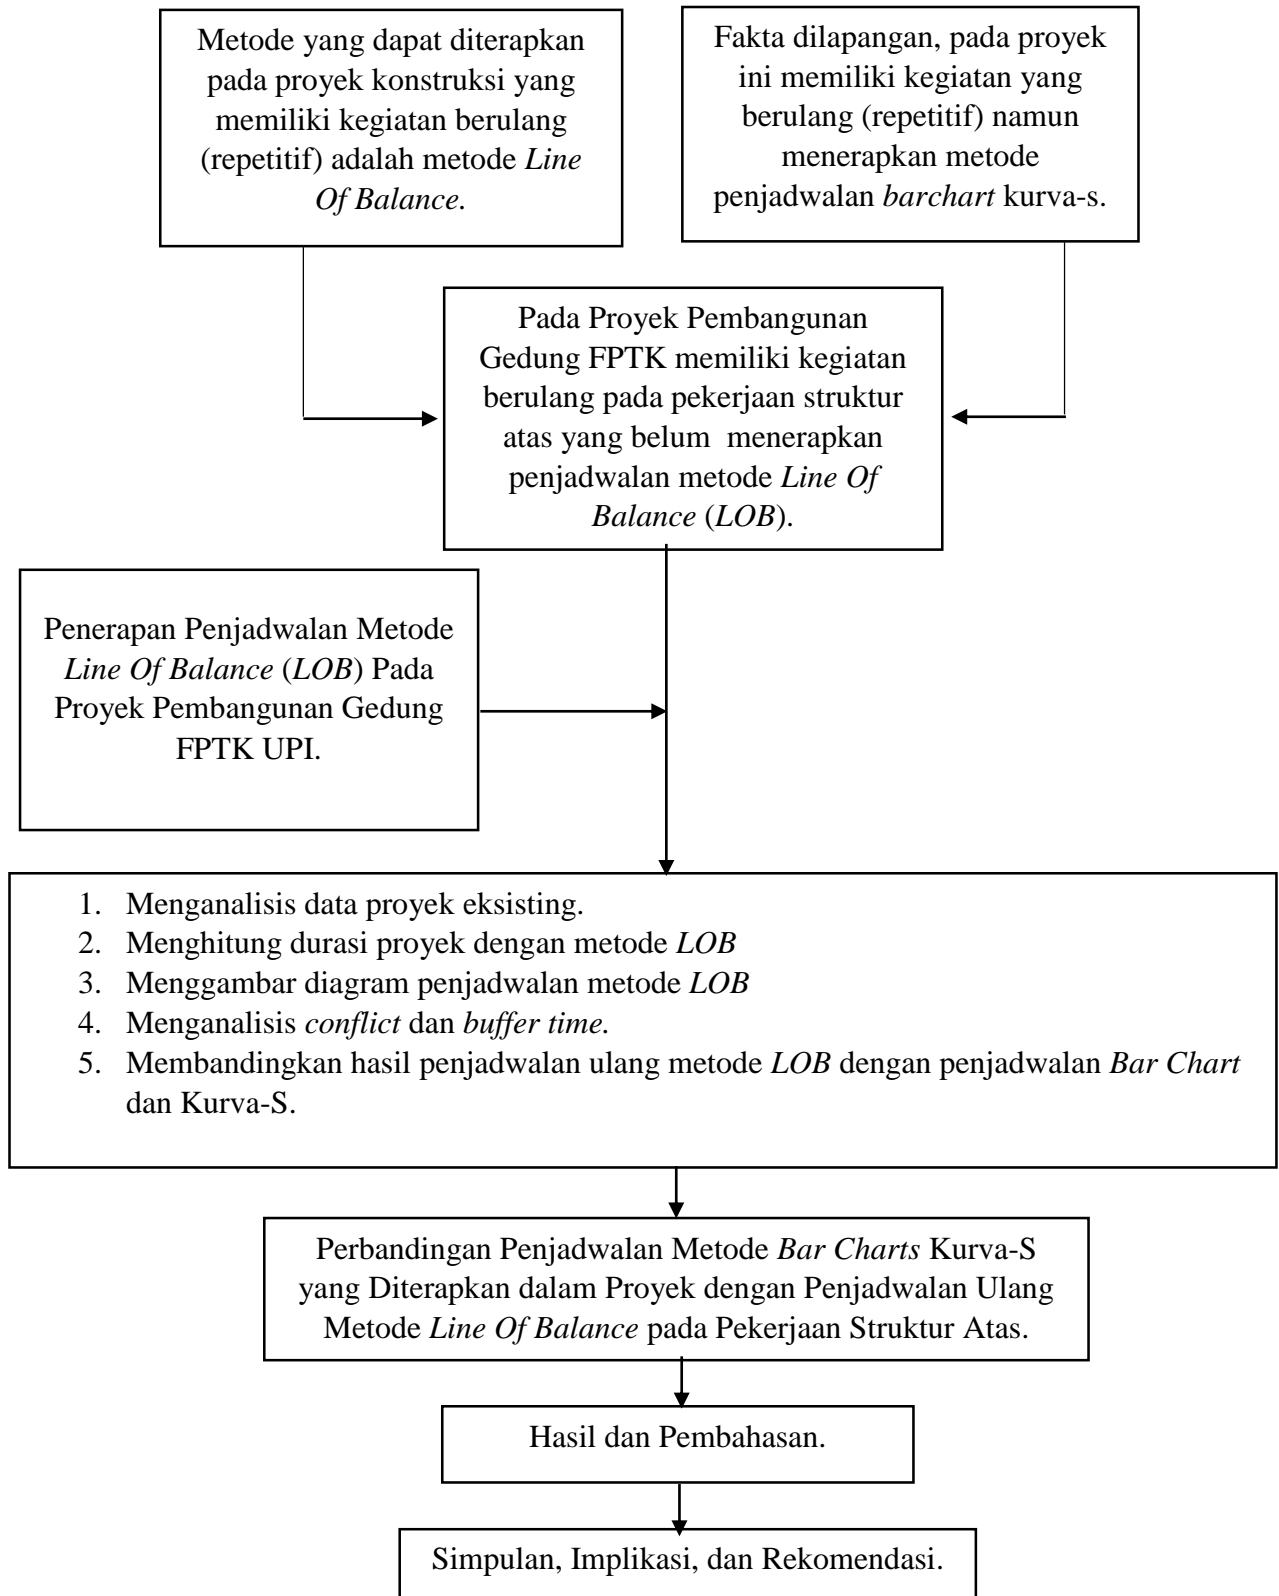 Metode yang dapat diterapkan
pada proyek konstruksi yang
memiliki kegiatan berulang
(repetitif) adalah metode Line
Of Balance.
Fakta dilapangan, pada proyek
ini memiliki kegiatan yang
berulang (repetitif) namun
menerapkan metode
penjadwalan barchart kurva-s.
Pada Proyek Pembangunan
Gedung FPTK memiliki kegiatan
berulang pada pekerjaan struktur
atas yang belum menerapkan
penjadwalan metode Line Of
Balance (LOB).
Penerapan Penjadwalan Metode
Line Of Balance (LOB) Pada
Proyek Pembangunan Gedung
FPTK UPI.
1. Menganalisis data proyek eksisting.
2. Menghitung durasi proyek dengan metode LOB
3. Menggambar diagram penjadwalan metode LOB
4. Menganalisis conflict dan buffer time.
5. Membandingkan hasil penjadwalan ulang metode LOB dengan penjadwalan Bar Chart
dan Kurva-S.
Perbandingan Penjadwalan Metode Bar Charts Kurva-S
yang Diterapkan dalam Proyek dengan Penjadwalan Ulang
Metode Line Of Balance pada Pekerjaan Struktur Atas.
Hasil dan Pembahasan.
Simpulan, Implikasi, dan Rekomendasi.